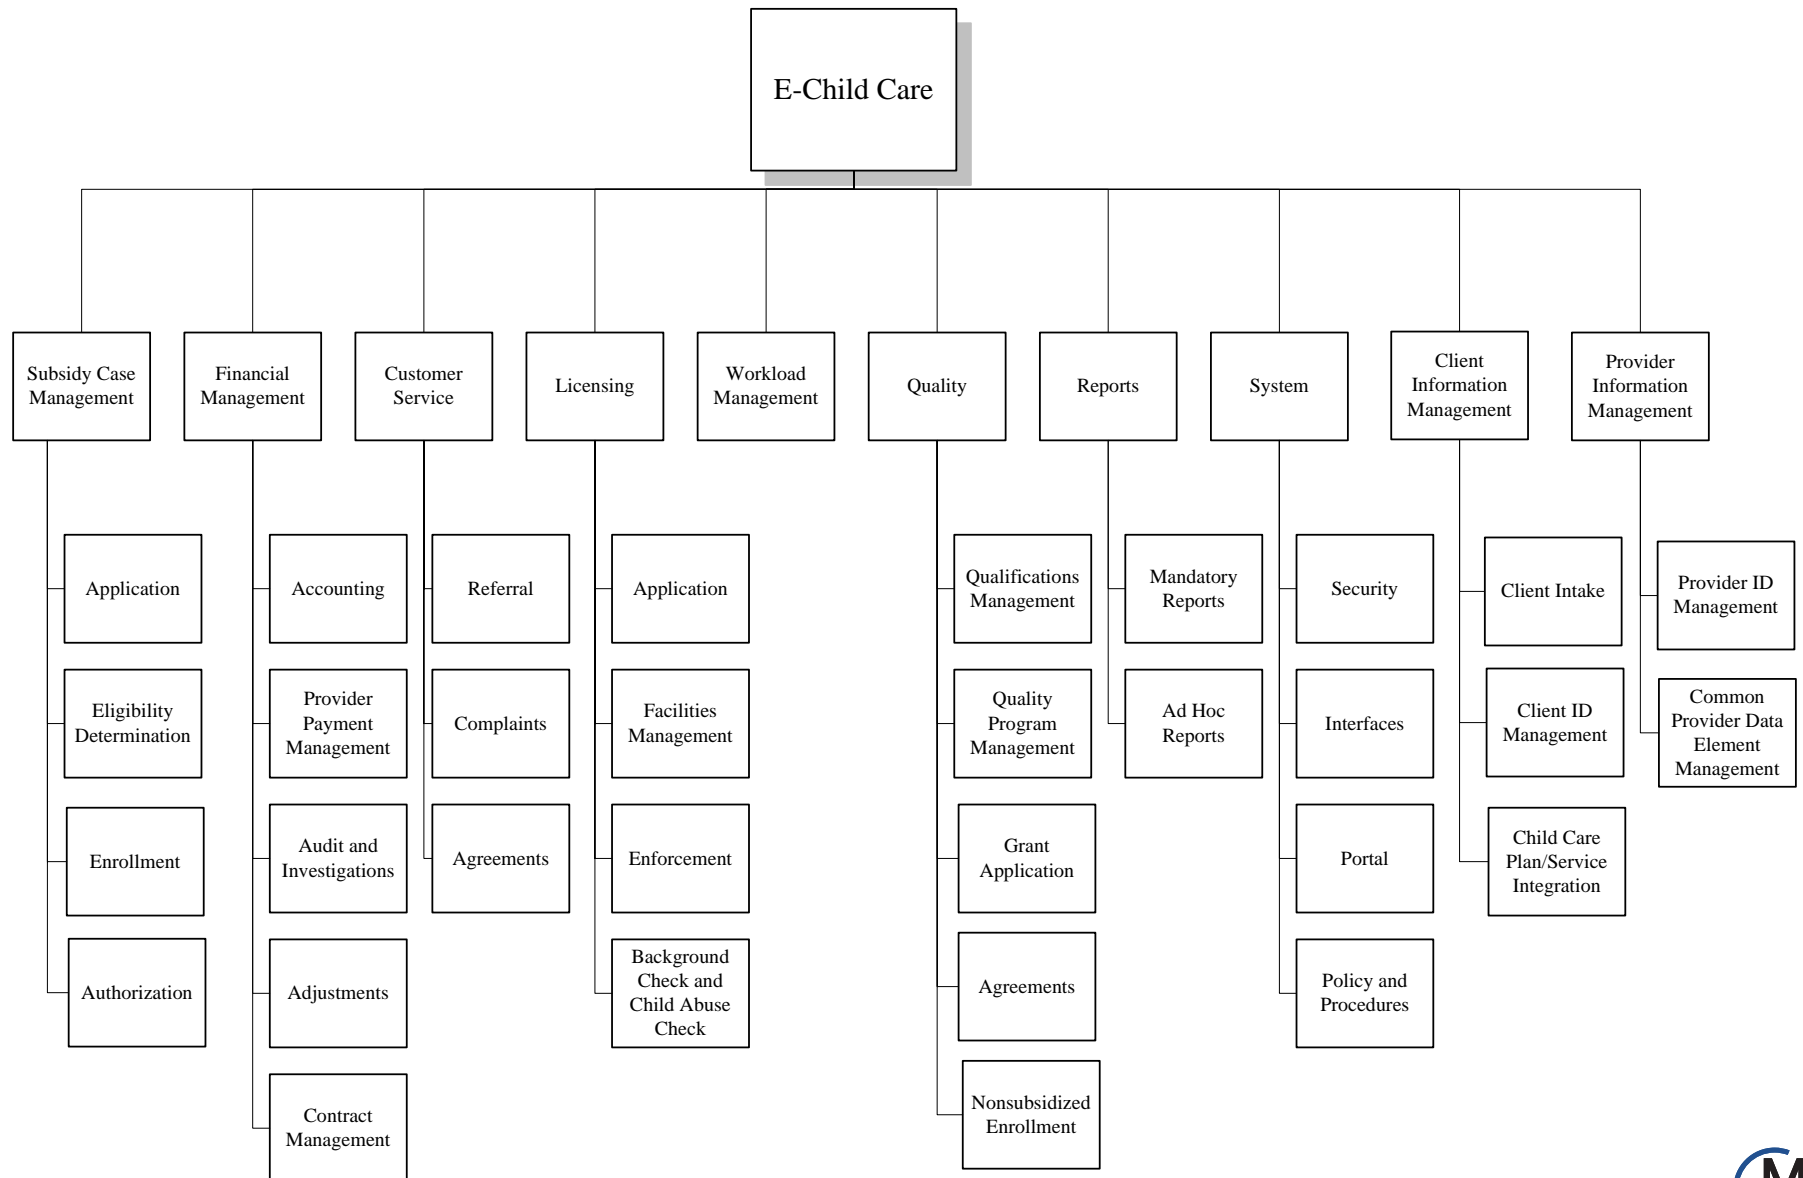 E-Child Care
Subsidy Case
Management
Financial
Management
Customer
Service
Licensing
Workload
Management
Quality
Reports
System
Client
Information
Management
Provider
Information
Management
Application
Eligibility
Determination
Enrollment
Authorization
Accounting
Provider
Payment
Management
Audit and
Investigations
Adjustments
Contract
Management
Referral
Complaints
Agreements
Application
Facilities
Management
Enforcement
Background
Check and
Child Abuse
Check
Qualifications
Management
Quality
Program
Management
Grant
Application
Agreements
Nonsubsidized
Enrollment
Mandatory
Reports
Ad Hoc
Reports
Security
Interfaces
Portal
Policy and
Procedures
Client Intake
Client ID
Management
Child Care
Plan/Service
Integration
Provider ID
Management
Common
Provider Data
Element
Management
M